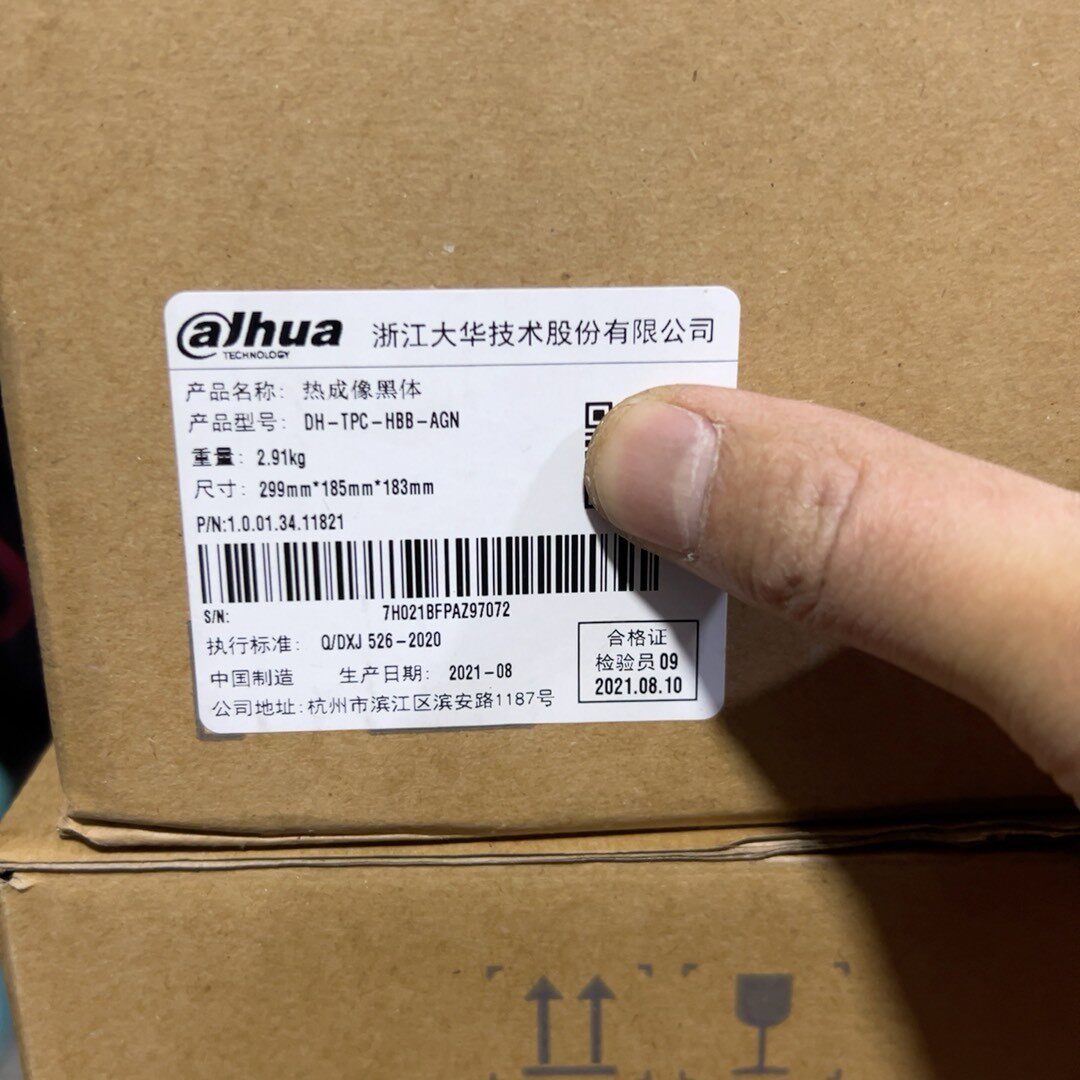 alhua
TECHNOLOGY
浙江大华技术股份有限公司
产品名称: 热成像黑体
产品型号: DH-TPC-HBB-AGN
重量: 2.91kg
尺寸: 299mm*185mm*183mm
P/N:1.0.01.34.11821
S/N: 7H021BFPAZ97072
执行标准: Q/DXJ 526-2020
中国制造 生产日期: 2021-08
公司地址:杭州市滨江区滨安路1187号
合格证
检验员 09
2021.08.10